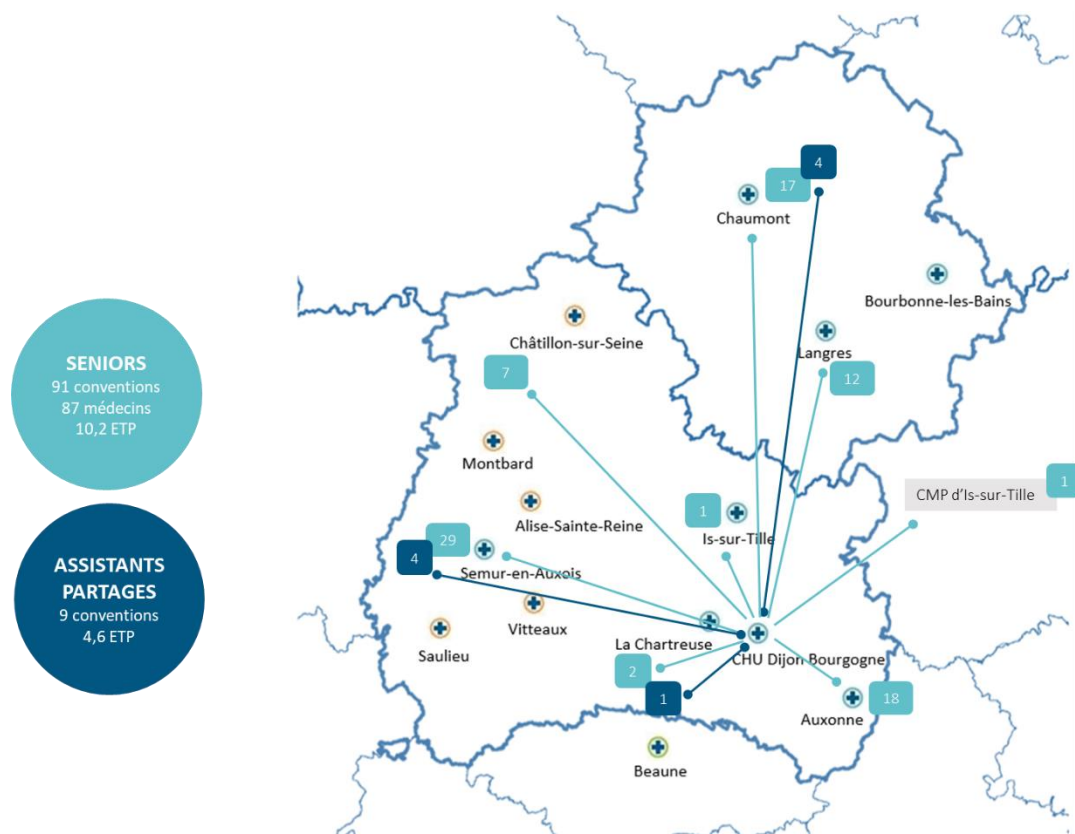 SENIORS
91 conventions
87 médecins
10,2 ETP
ASSISTANTS
PARTAGES
9 conventions
4,6 ETP
4
17
Chaumont
Bourbonne-les-Bains
Châtillon-sur-Seine
Langres
7
12
Montbard
CMP d'Is-sur-Tille
1
Alise-Sainte-Reine
1
Is-sur-Tille
29
4
Semur-en-Auxois
Vitteaux
Saulieu
La Chartreuse
CHU Dijon Bourgogne
2
1
18
Auxonne
Beaune